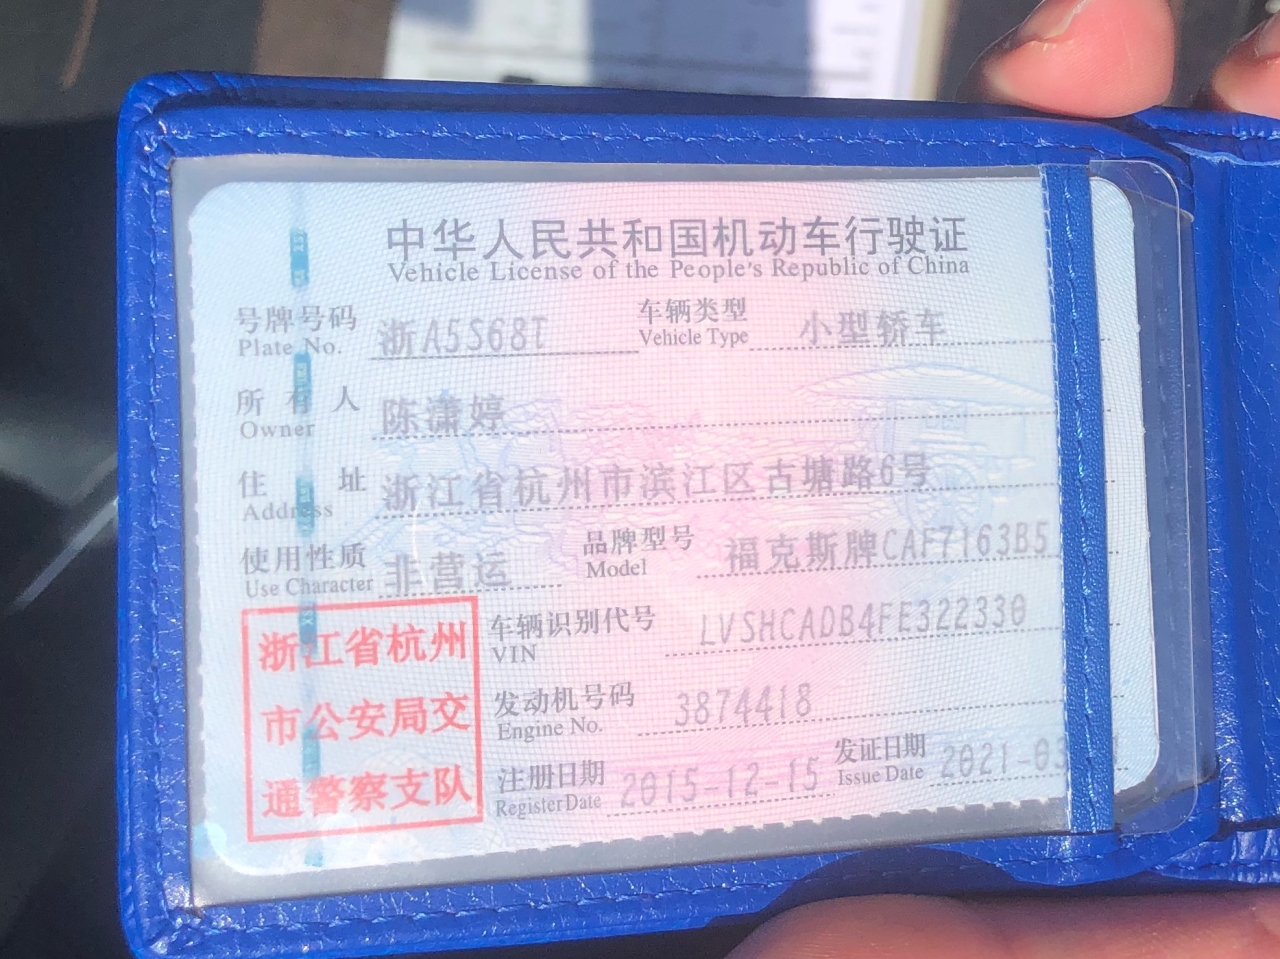 中华人民共和国机动车行驶证
Vehicle License of the People's Republic of China
号牌号码 浙A5S68T 车辆类型 小型轿车
Plate No. Vehicle Type
所有人 陈潇婷
Owner
住址 浙江省杭州市滨江区古塘路6号
Address
使用性质 非营运 品牌型号 福克斯牌CAF7163B5
Use Character Model
浙江省杭州
市公安局交
通警察支队
车辆识别代号 LVSHCADB4FE322330
VIN
发动机号码 3874418
Engine No.
注册日期 2015-12-15 发证日期 2021-03
Register Date Issue Date